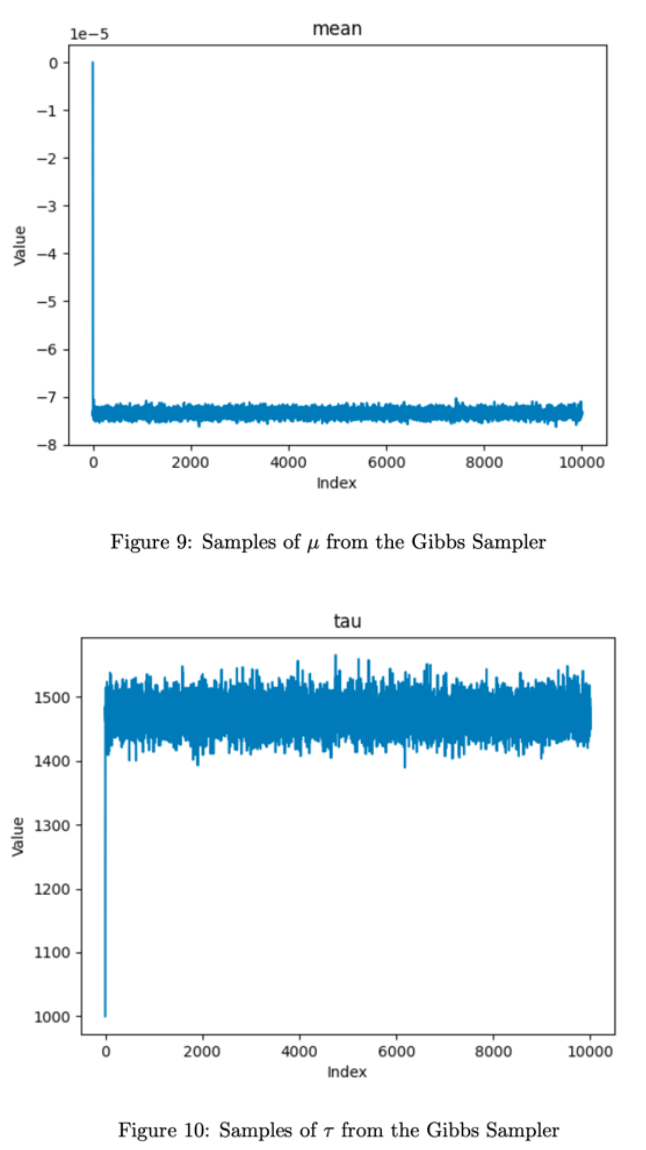 mean
1e−5
0
−1
−2
−3
−4
−5
−6
−7
−8
Value
0 2000 4000 6000 8000 10000
Index
Figure 9: Samples of μ from the Gibbs Sampler
tau
1500
1400
1300
1200
1100
1000
Value
0 2000 4000 6000 8000 10000
Index
Figure 10: Samples of τ from the Gibbs Sampler